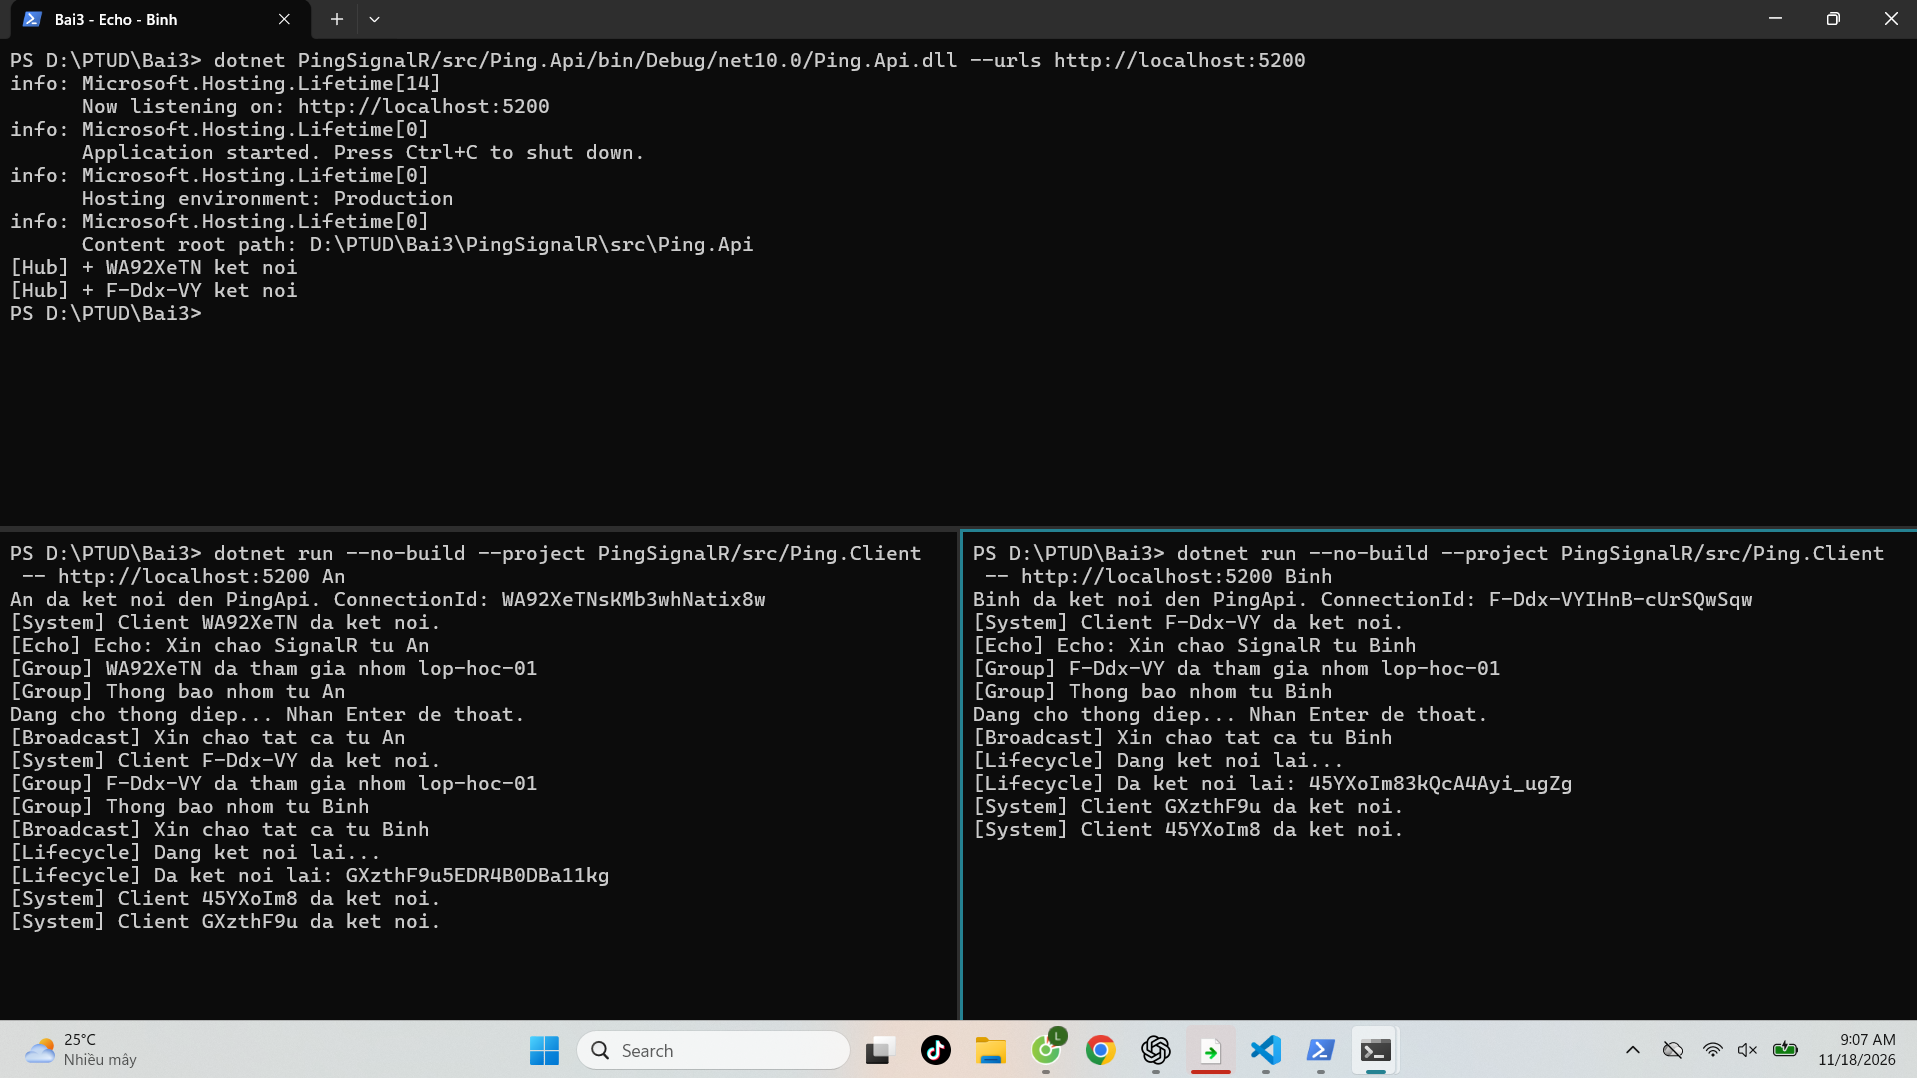 Bai3 - Echo - Binh
PS D:\PTUD\Bai3> dotnet PingSignalR/src/Ping.Api/bin/Debug/net10.0/Ping.Api.dll --urls http://localhost:5200
info: Microsoft.Hosting.Lifetime[14]
      Now listening on: http://localhost:5200
info: Microsoft.Hosting.Lifetime[0]
      Application started. Press Ctrl+C to shut down.
info: Microsoft.Hosting.Lifetime[0]
      Hosting environment: Production
info: Microsoft.Hosting.Lifetime[0]
      Content root path: D:\PTUD\Bai3\PingSignalR\src\Ping.Api
[Hub] + WA92XeTN ket noi
[Hub] + F-Ddx-VY ket noi
PS D:\PTUD\Bai3>
PS D:\PTUD\Bai3> dotnet run --no-build --project PingSignalR/src/Ping.Client
 -- http://localhost:5200 An
An da ket noi den PingApi. ConnectionId: WA92XeTNsKMb3whNatix8w
[System] Client WA92XeTN da ket noi.
[Echo] Echo: Xin chao SignalR tu An
[Group] WA92XeTN da tham gia nhom lop-hoc-01
[Group] Thong bao nhom tu An
Dang cho thong diep... Nhan Enter de thoat.
[Broadcast] Xin chao tat ca tu An
[System] Client F-Ddx-VY da ket noi.
[Group] F-Ddx-VY da tham gia nhom lop-hoc-01
[Group] Thong bao nhom tu Binh
[Broadcast] Xin chao tat ca tu Binh
[Lifecycle] Dang ket noi lai...
[Lifecycle] Da ket noi lai: GXzthF9u5EDR4B0DBa11kg
[System] Client 45YXoIm8 da ket noi.
[System] Client GXzthF9u da ket noi.
PS D:\PTUD\Bai3> dotnet run --no-build --project PingSignalR/src/Ping.Client
 -- http://localhost:5200 Binh
Binh da ket noi den PingApi. ConnectionId: F-Ddx-VYIHnB-cUrSQwSqw
[System] Client F-Ddx-VY da ket noi.
[Echo] Echo: Xin chao SignalR tu Binh
[Group] F-Ddx-VY da tham gia nhom lop-hoc-01
[Group] Thong bao nhom tu Binh
Dang cho thong diep... Nhan Enter de thoat.
[Broadcast] Xin chao tat ca tu Binh
[Lifecycle] Dang ket noi lai...
[Lifecycle] Da ket noi lai: 45YXoIm83kQcA4Ayi_ugZg
[System] Client GXzthF9u da ket noi.
[System] Client 45YXoIm8 da ket noi.
25°C
Nhiều mây
Search
L
9:07 AM
11/18/2026